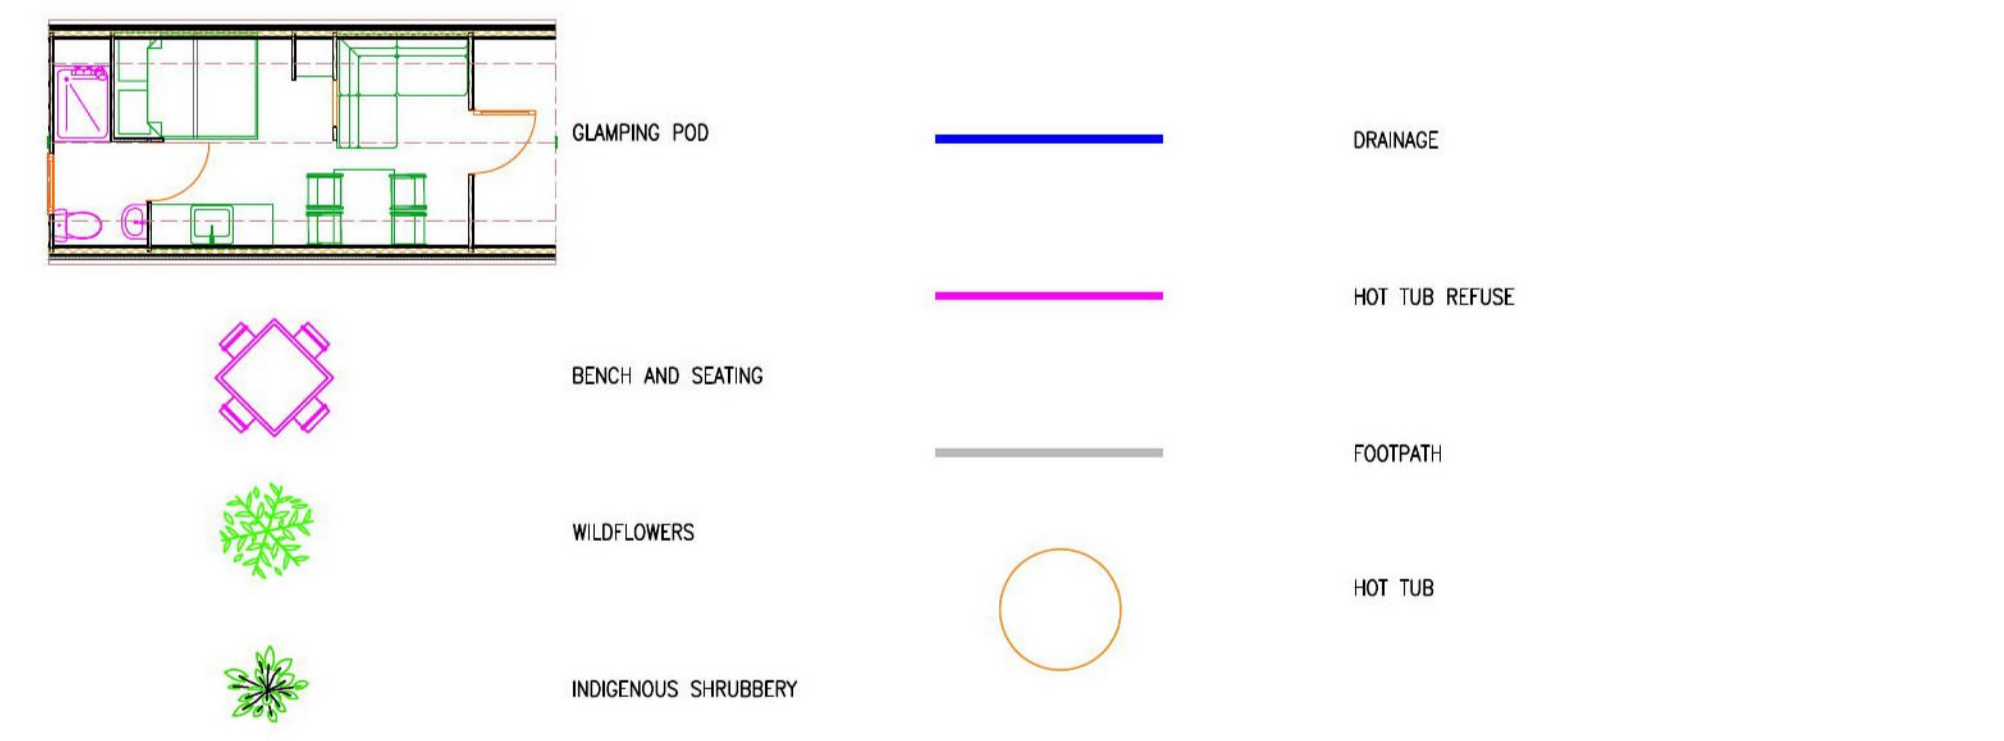 GLAMPING POD
BENCH AND SEATING
WILDFLOWERS
INDIGENOUS SHRUBBERY
DRAINAGE
HOT TUB REFUSE
FOOTPATH
HOT TUB